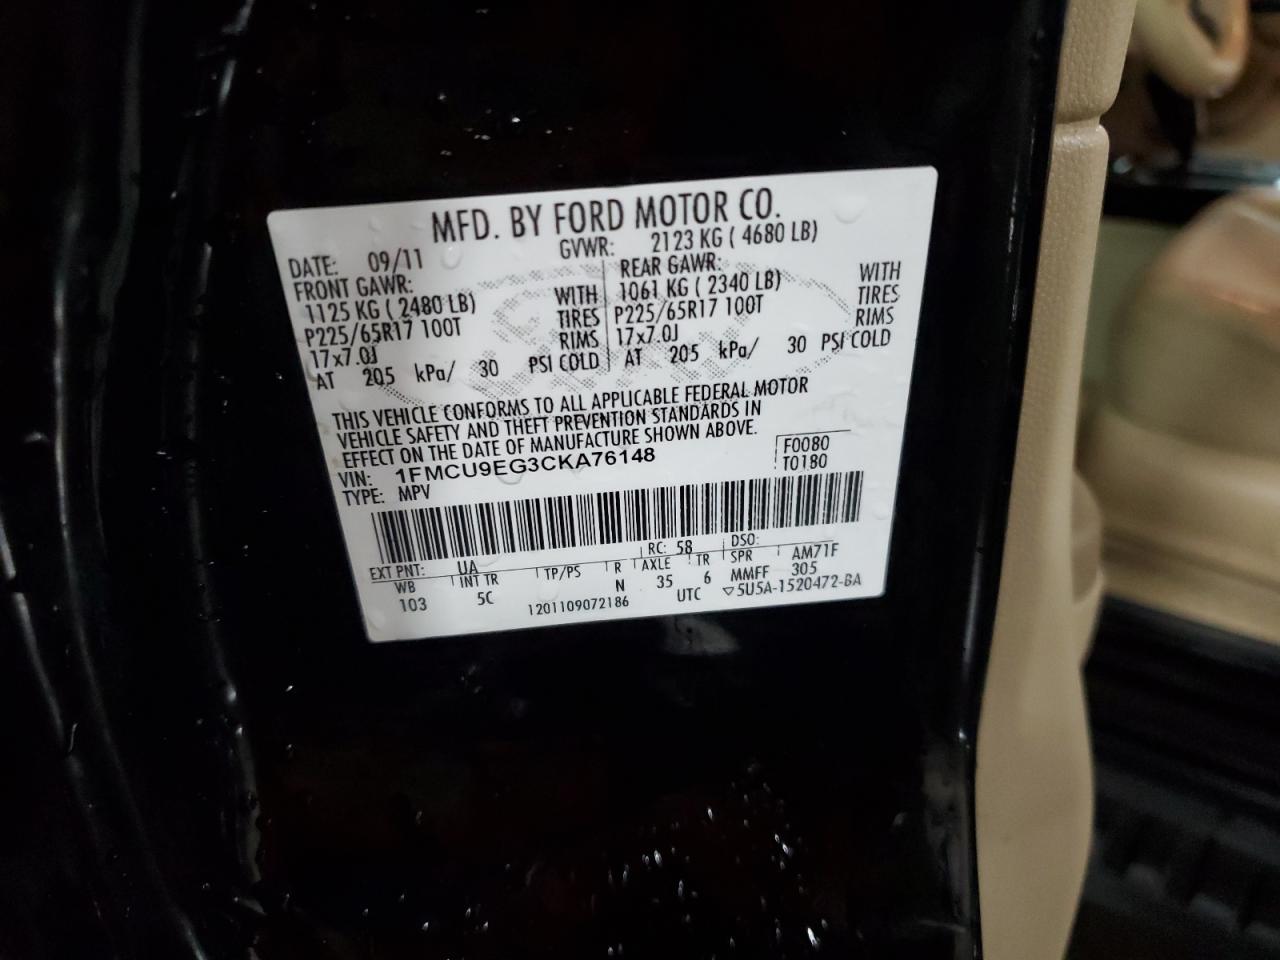 MFD. BY FORD MOTOR CO.
DATE: 09/11 GVWR: 2123 KG ( 4680 LB)
FRONT GAWR: REAR GAWR:
1125 KG ( 2480 LB) WITH 1061 KG ( 2340 LB) WITH
P225/65R17 100T TIRES P225/65R17 100T TIRES
17x7.0J RIMS 17x7.0J RIMS
AT 205 kPa/ 30 PSI COLD AT 205 kPa/ 30 PSI COLD
THIS VEHICLE CONFORMS TO ALL APPLICABLE FEDERAL MOTOR
VEHICLE SAFETY AND THEFT PREVENTION STANDARDS IN
EFFECT ON THE DATE OF MANUFACTURE SHOWN ABOVE.
VIN: 1FMCU9EG3CKA76148 F0080
TYPE: MPV T0180
EXT PNT: UA RC: 58 DSO:
WB INT TR TP/PS R AXLE TR SPR AM71F
103 5C N 35 6 MMFF 305
1201109072186 UTC ▽5U5A-1520472-BA